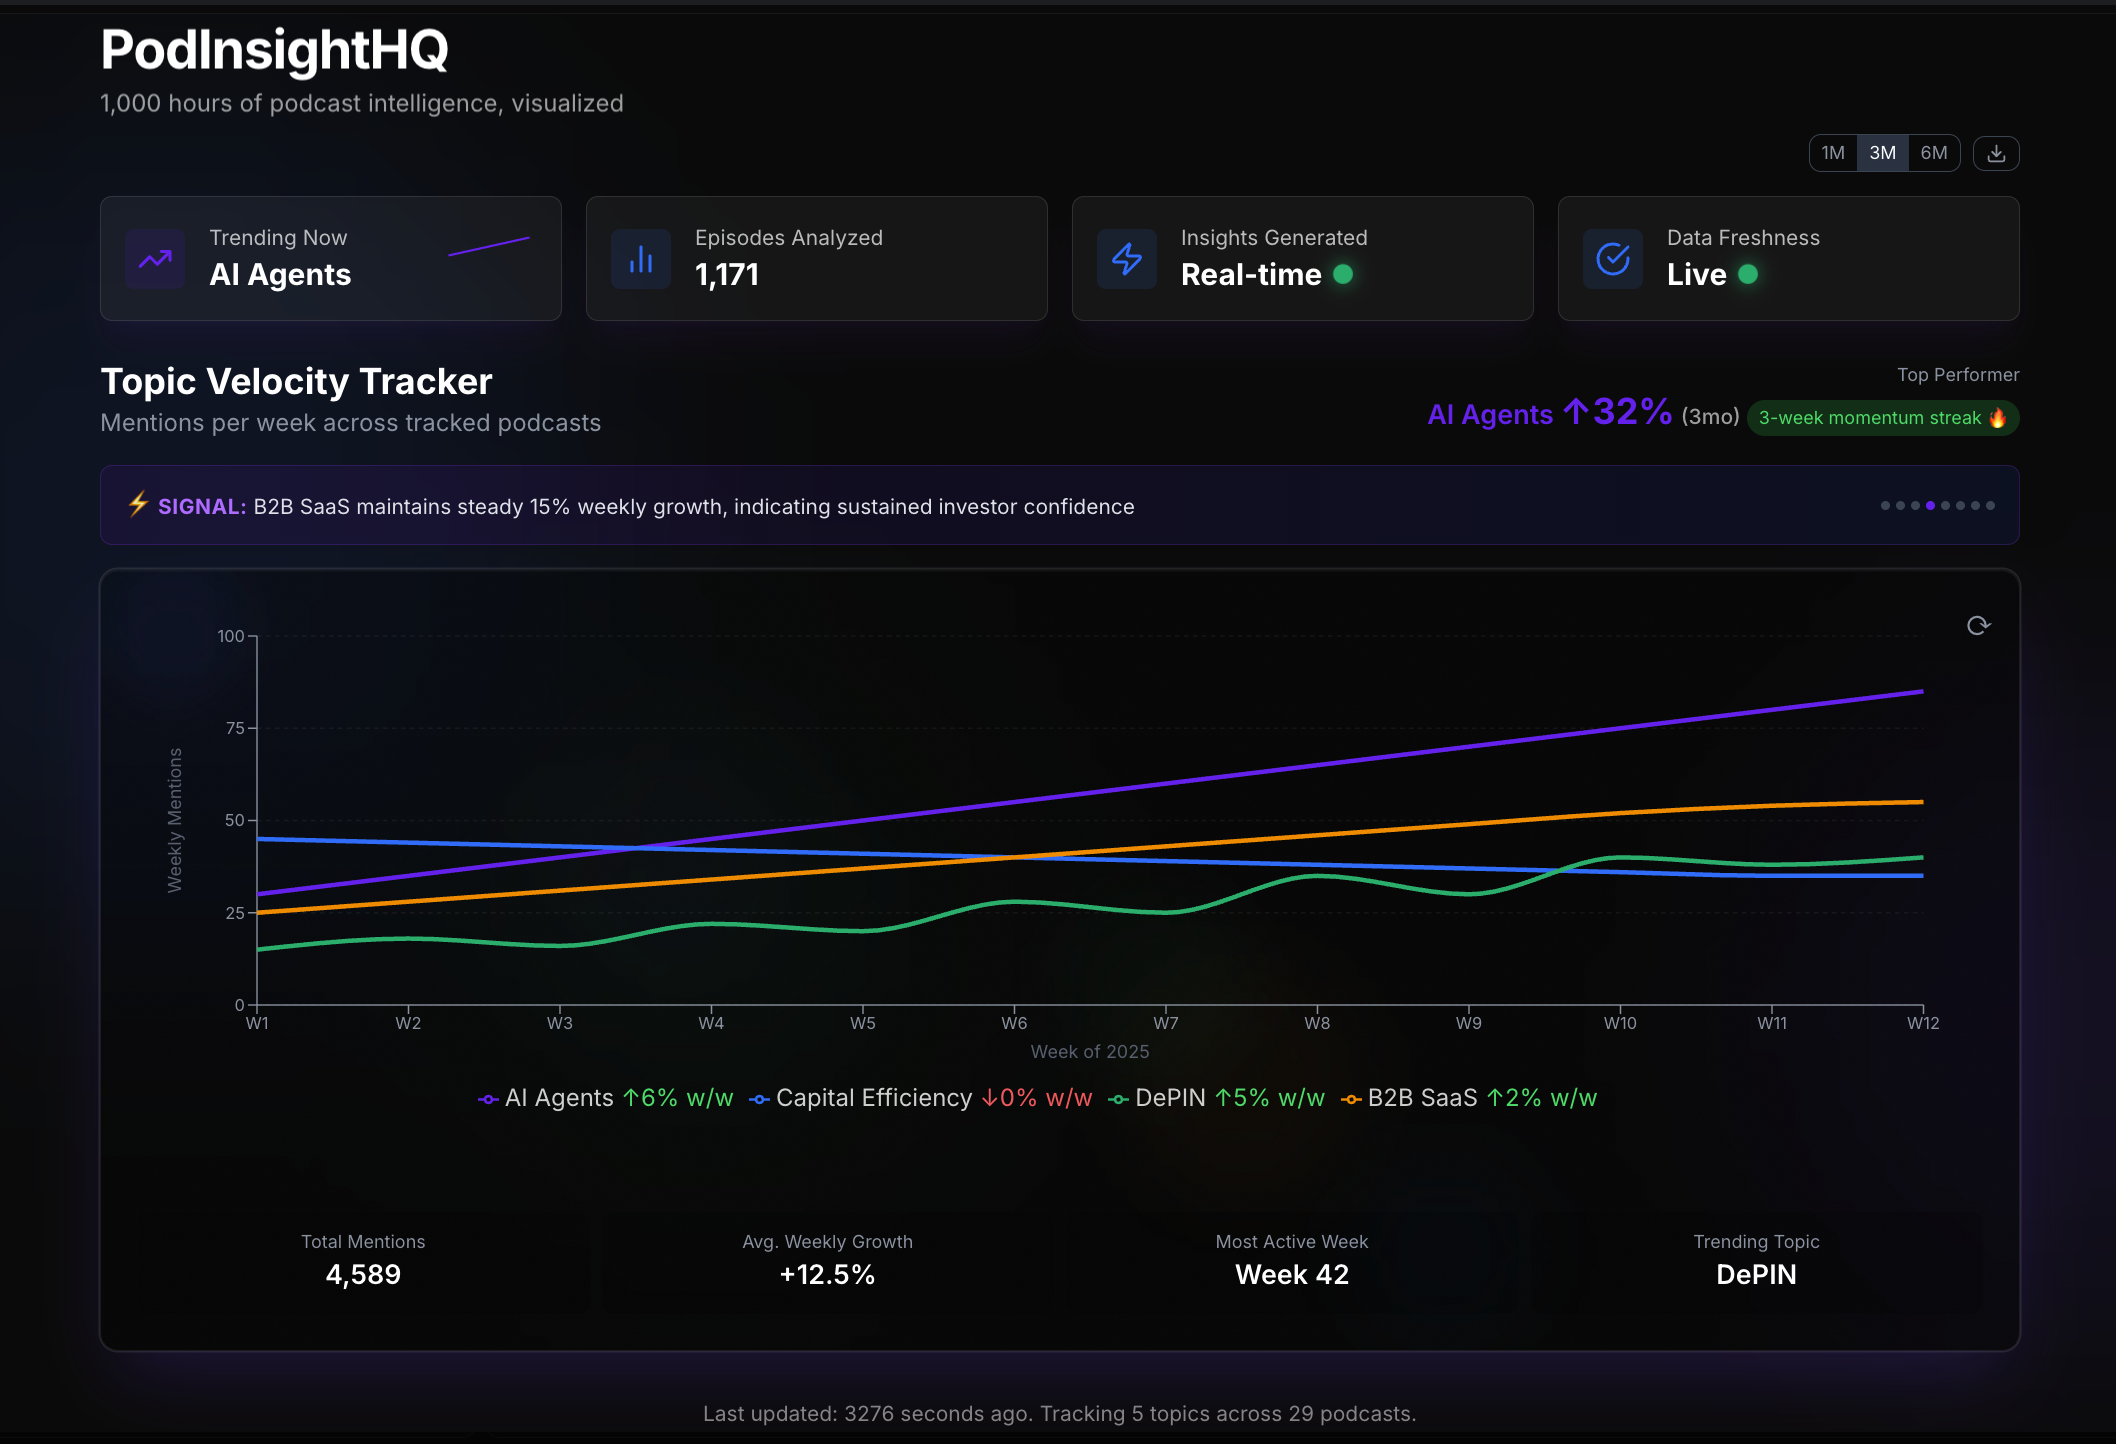 PodInsightHQ
1,000 hours of podcast intelligence, visualized
1M 3M 6M
Trending Now
AI Agents
Episodes Analyzed
1,171
Insights Generated
Real-time
Data Freshness
Live
Topic Velocity Tracker
Mentions per week across tracked podcasts
Top Performer
AI Agents ↑32% (3mo) 3-week momentum streak 🔥
⚡ SIGNAL: B2B SaaS maintains steady 15% weekly growth, indicating sustained investor confidence
100
75
50
25
0
Weekly Mentions
W1 W2 W3 W4 W5 W6 W7 W8 W9 W10 W11 W12
Week of 2025
AI Agents ↑6% w/w Capital Efficiency ↓0% w/w DePIN ↑5% w/w B2B SaaS ↑2% w/w
Total Mentions
4,589
Avg. Weekly Growth
+12.5%
Most Active Week
Week 42
Trending Topic
DePIN
Last updated: 3276 seconds ago. Tracking 5 topics across 29 podcasts.